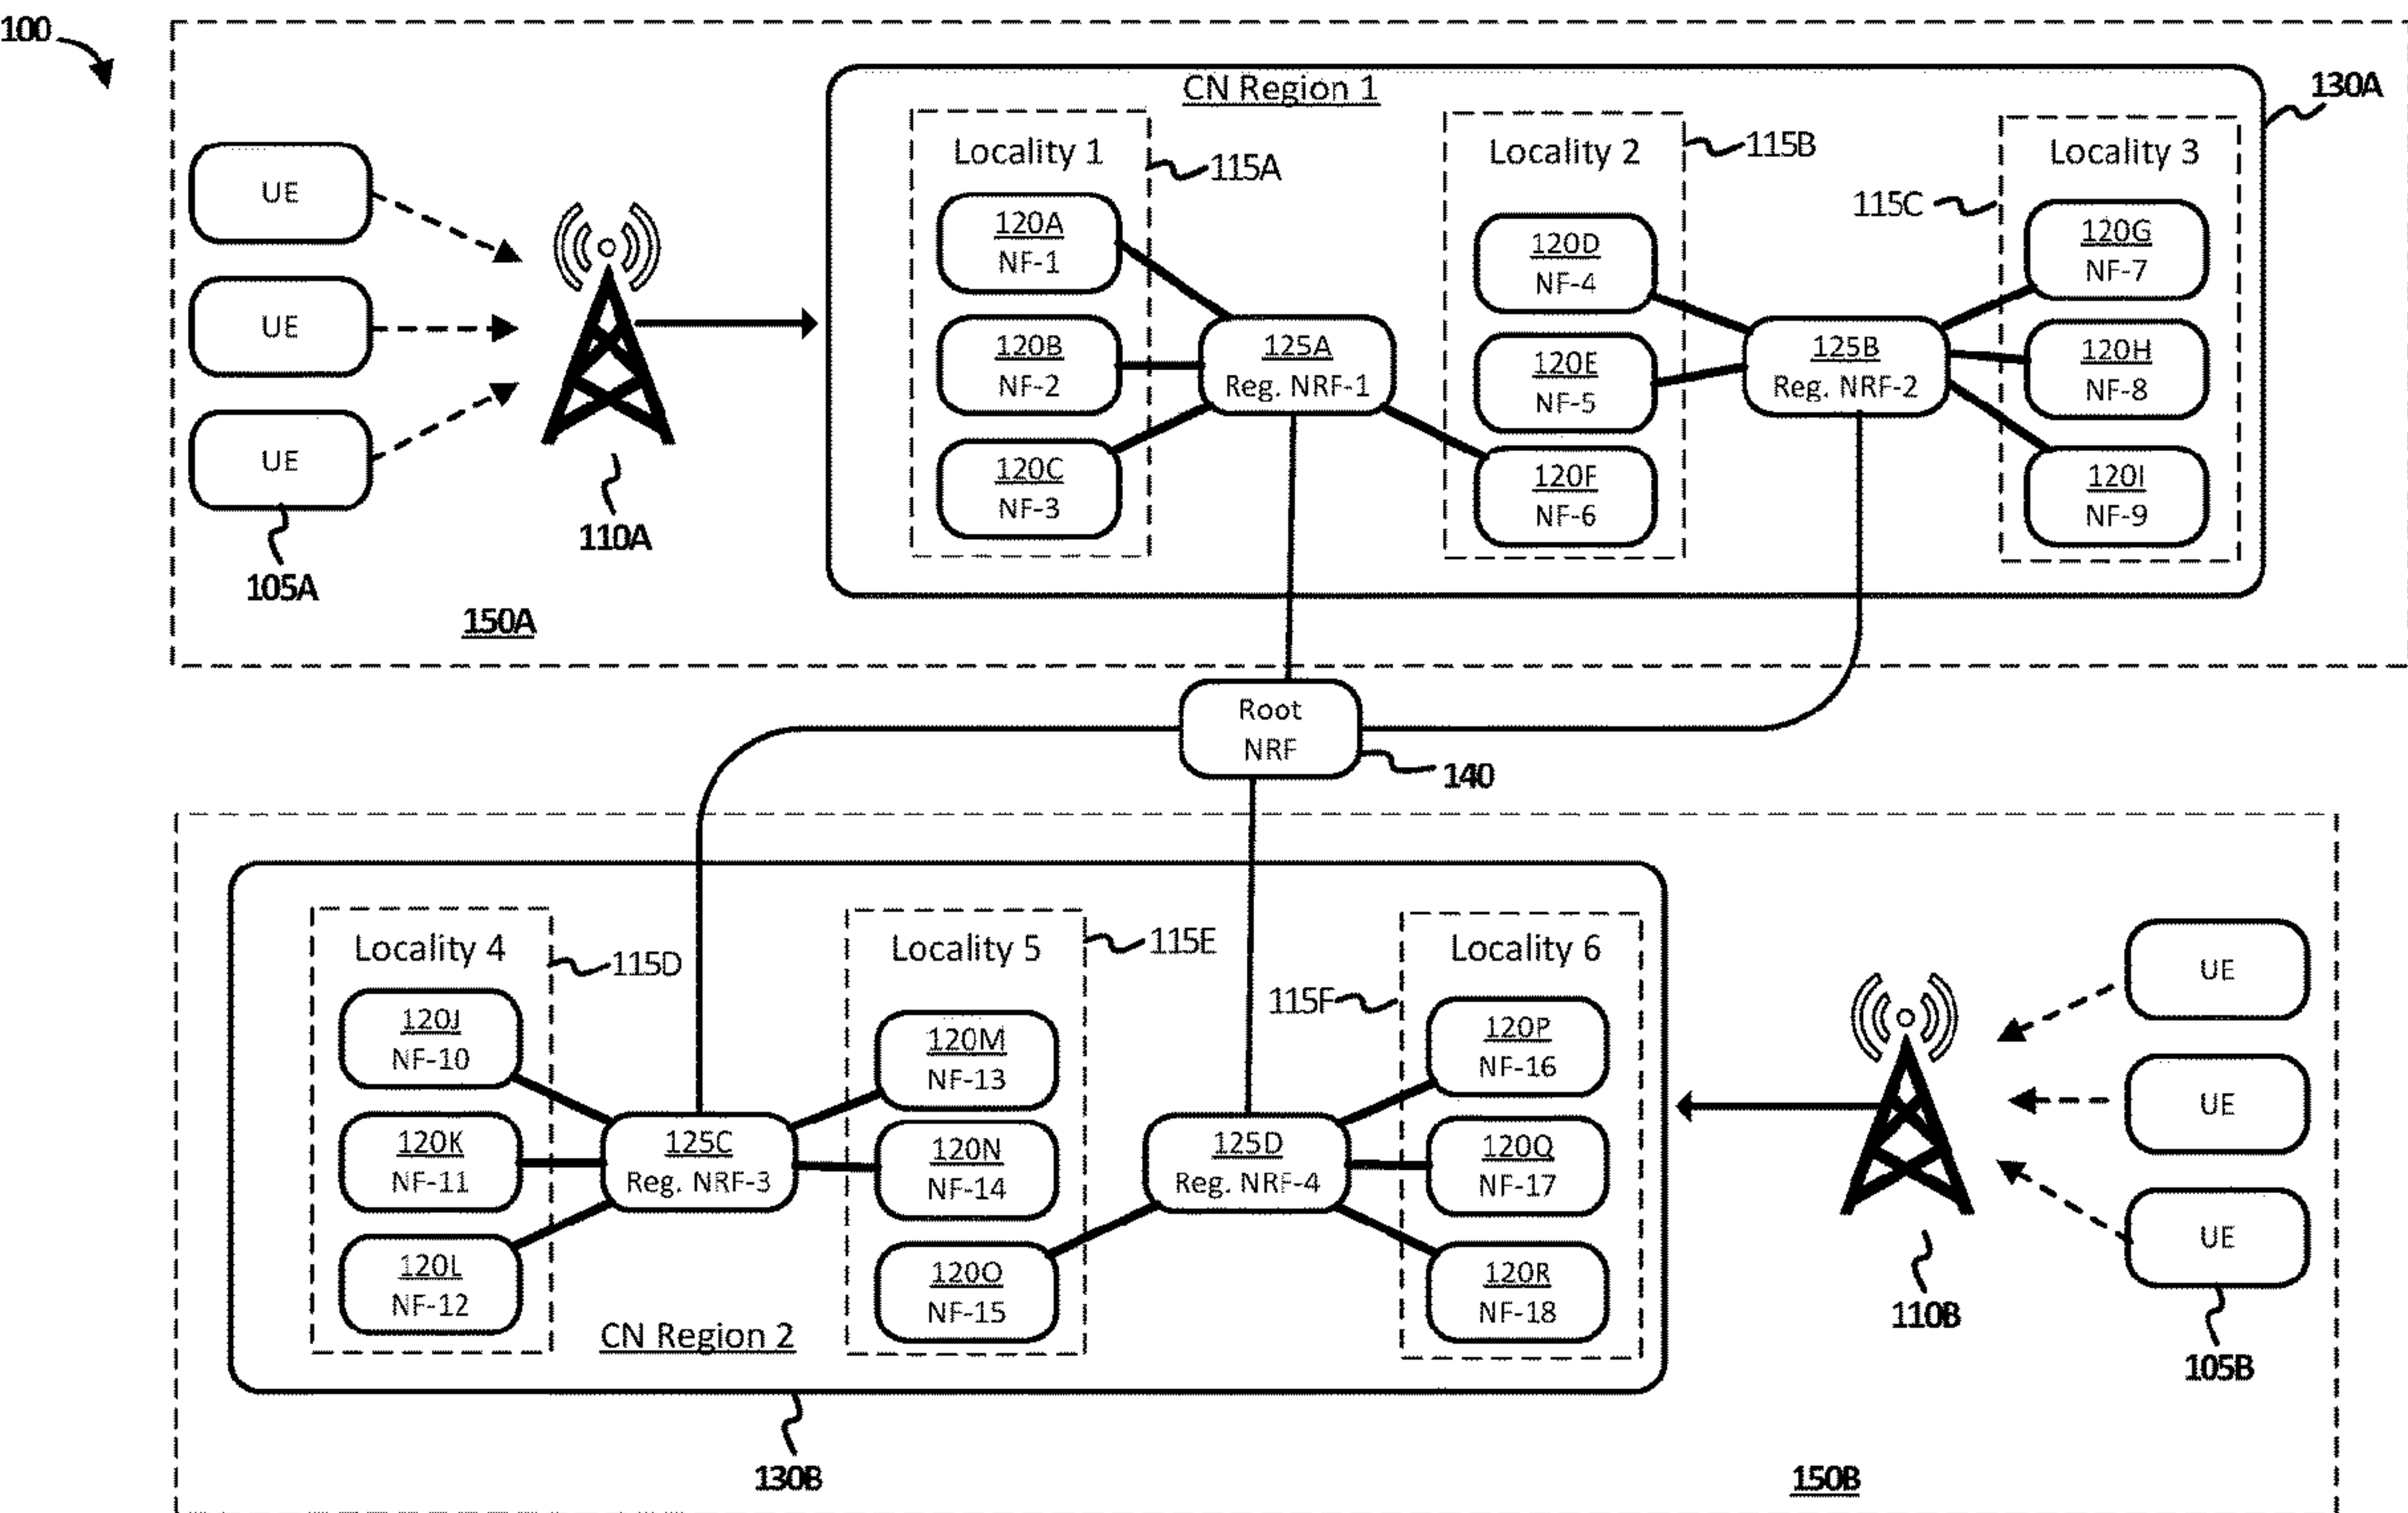 100
CN Region 1
130A
Locality 1
115A
Locality 2
115B
Locality 3
115C
UE
UE
UE
105A
110A
150A
120A
NF-1
120B
NF-2
120C
NF-3
125A
Reg. NRF-1
120D
NF-4
120E
NF-5
120F
NF-6
125B
Reg. NRF-2
120G
NF-7
120H
NF-8
120I
NF-9
Root
NRF
140
Locality 4
115D
Locality 5
115E
Locality 6
115F
120J
NF-10
120K
NF-11
120L
NF-12
125C
Reg. NRF-3
120M
NF-13
120N
NF-14
120O
NF-15
125D
Reg. NRF-4
120P
NF-16
120Q
NF-17
120R
NF-18
CN Region 2
130B
110B
UE
UE
UE
105B
150B